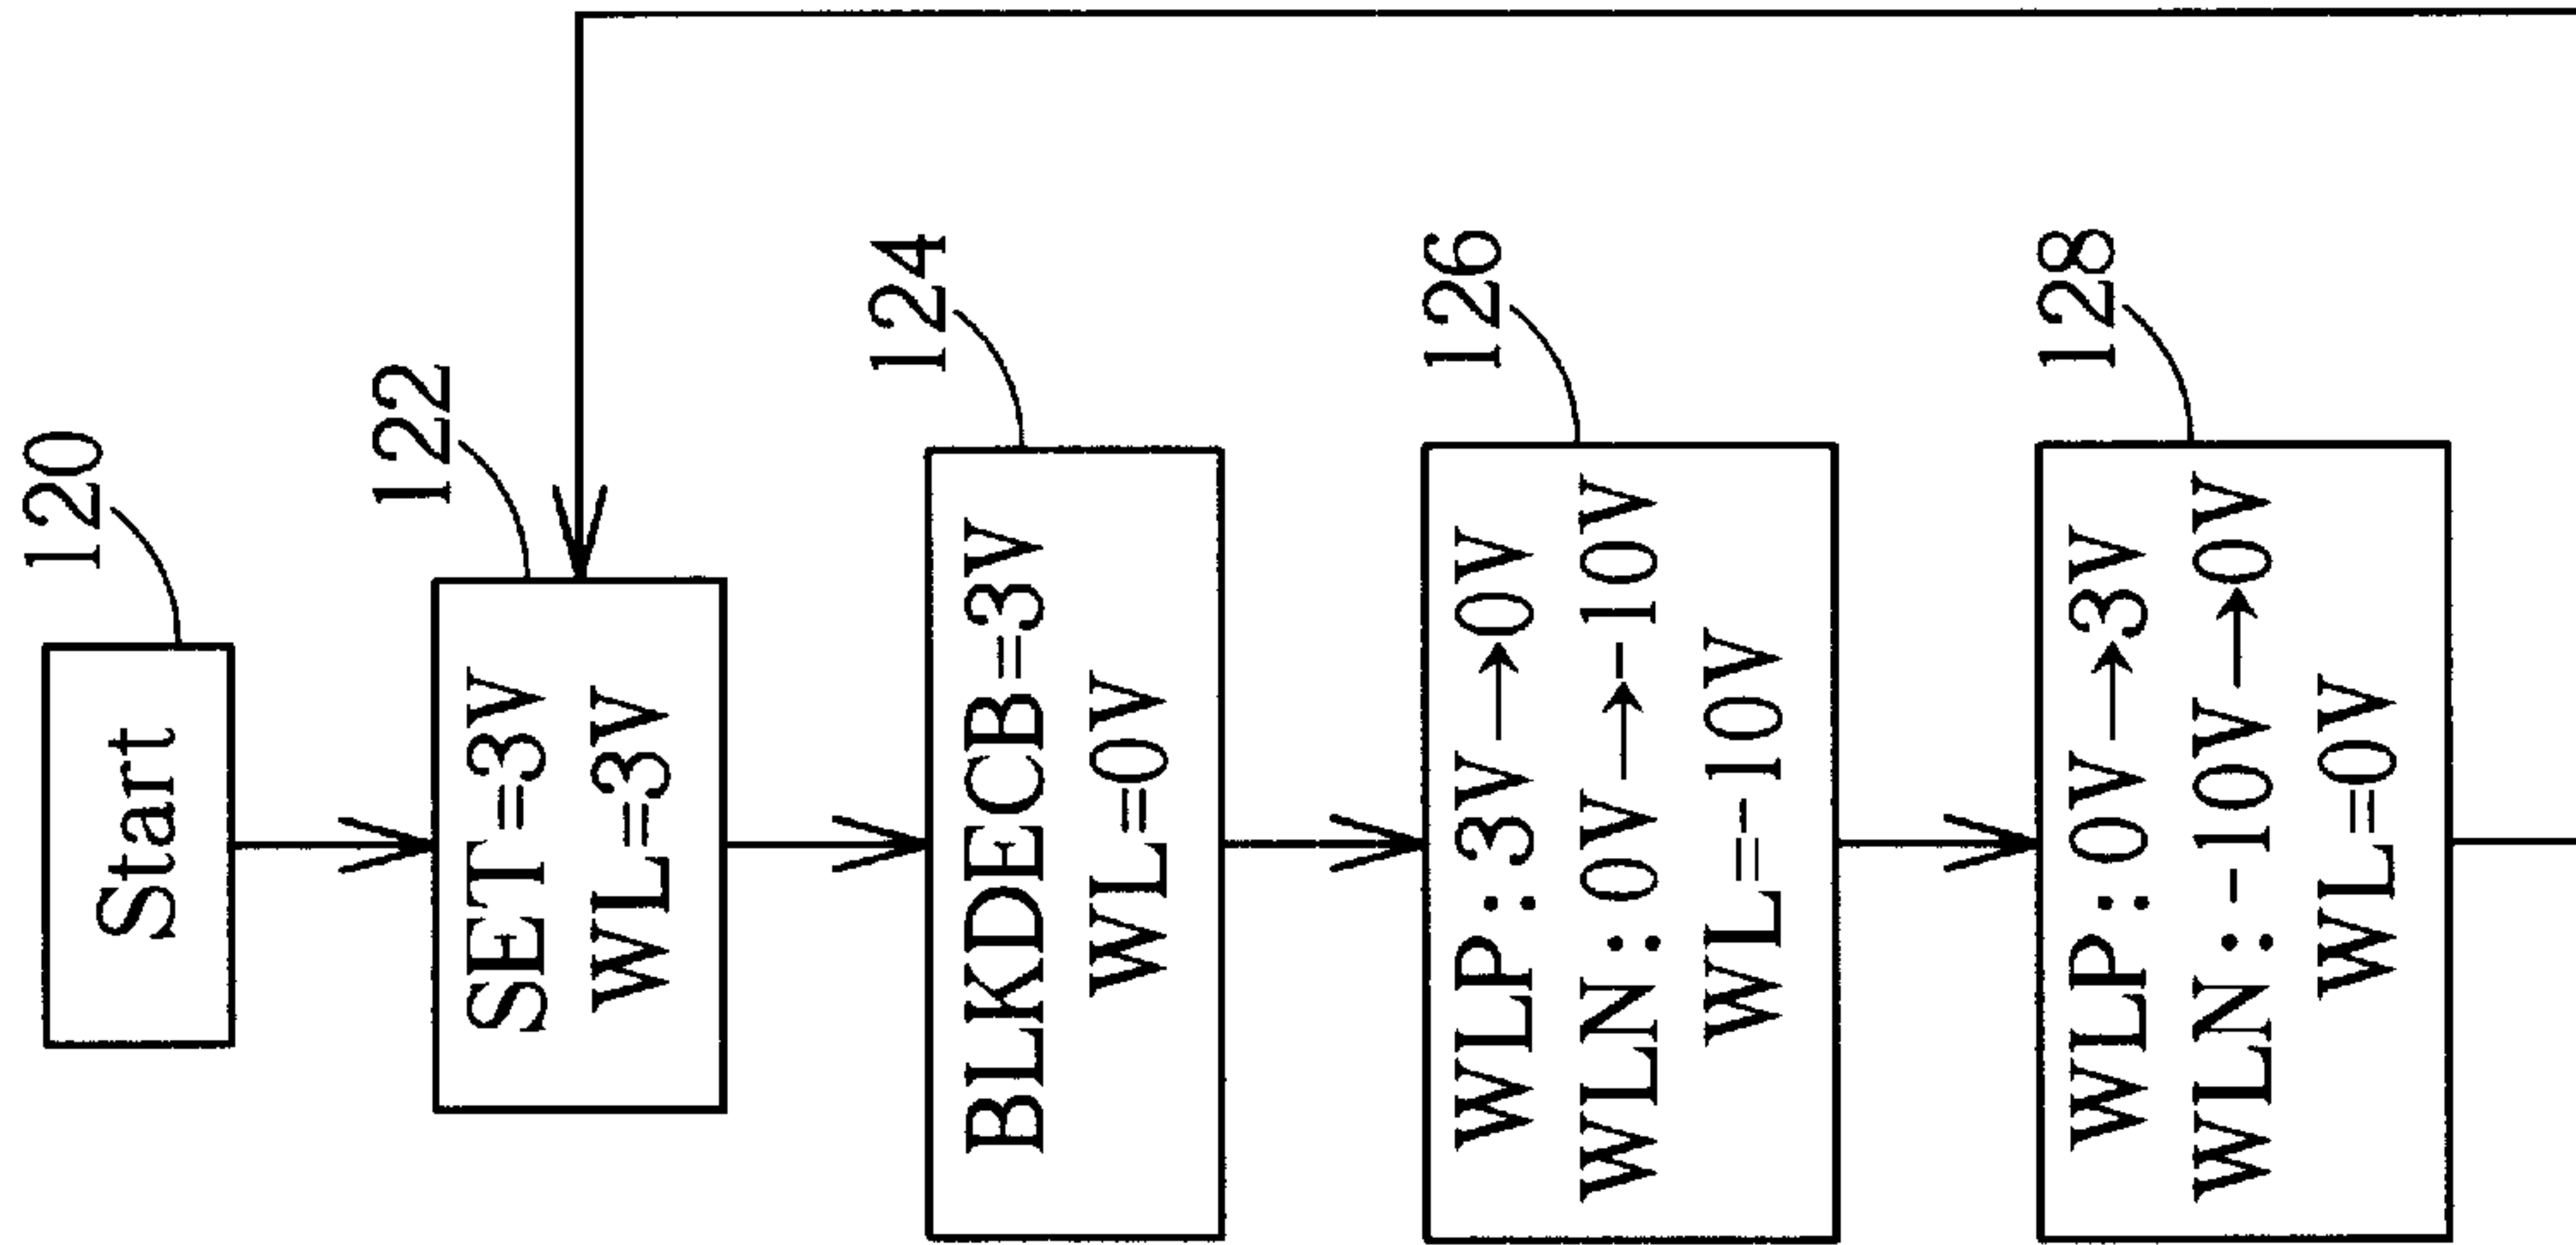 120
Start
122
SET=3V
WL=3V
124
BLKDECB=3V
WL=0V
126
WLP:3V→0V
WLN:0V→-10V
WL=-10V
128
WLP:0V→3V
WLN:-10V→0V
WL=0V